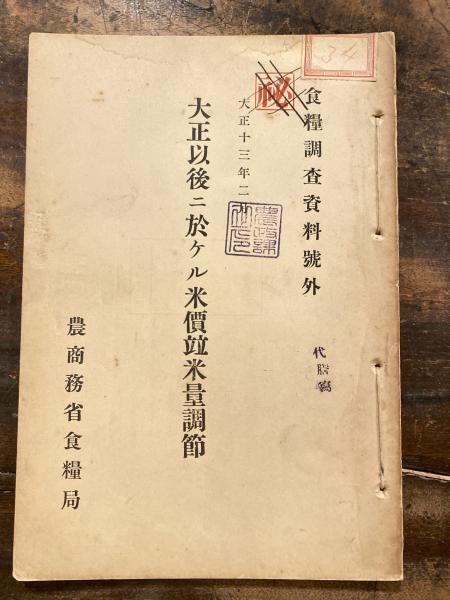 34
食糧調査資料號外
秘
代謄寫
大正十三年二月
大正以後ニ於ケル米價竝米量調節
農商務省食糧局